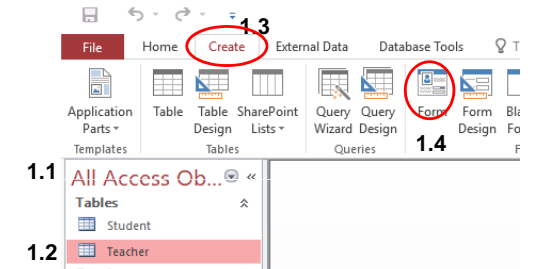 1.3
File Home Create External Data Database Tools T
Application Parts Table Table Design SharePoint Lists Query Wizard Query Design Form Form Design Bla Fo
1.4
Templates Tables Queries F
1.1 All Access Ob... «
Tables
Student
1.2 Teacher